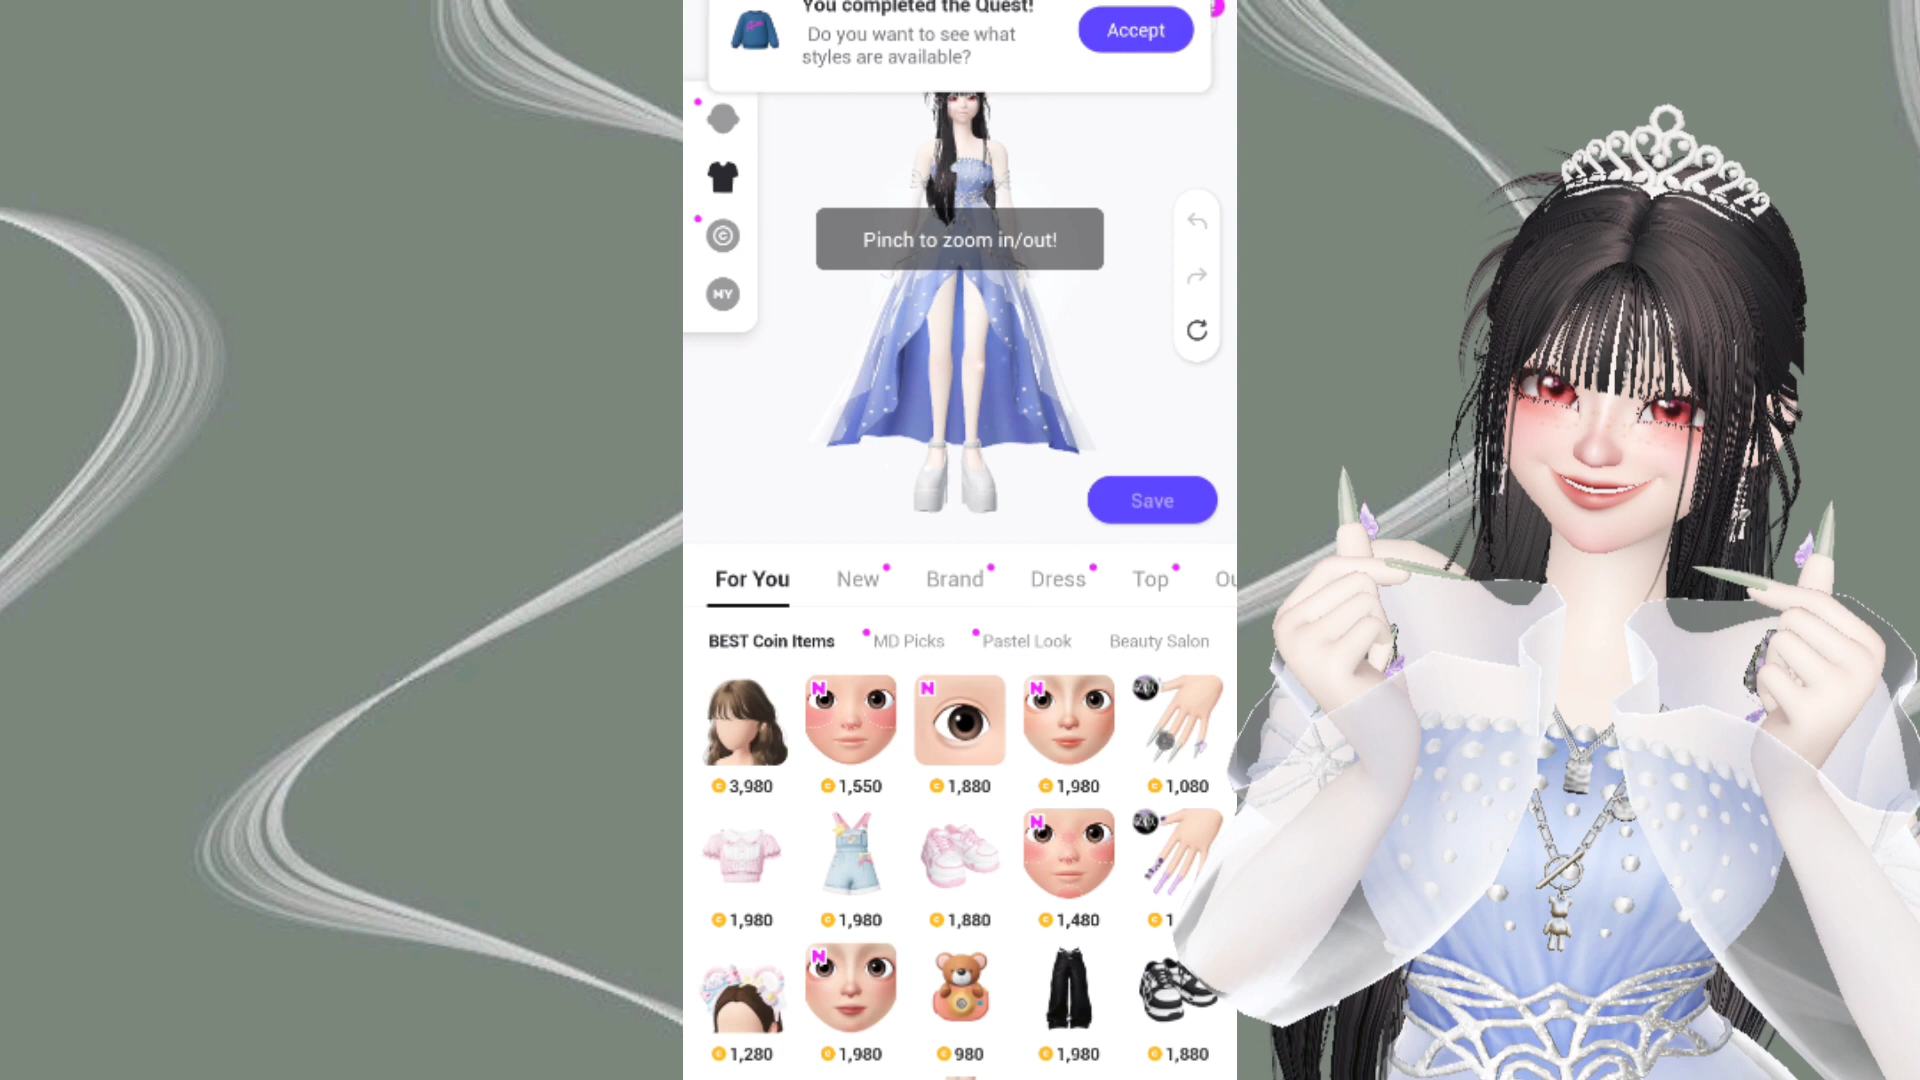 You completed the Quest!
Do you want to see what
styles are available?
Accept
MY
Pinch to zoom in/out!
Save
For You New Brand Dress Top Ou
BEST Coin Items MD Picks Pastel Look Beauty Salon
N N N
3,980 1,550 1,880 1,980 1,080
N
1,980 1,980 1,880 1,480 1
N
1,280 1,980 980 1,980 1,880